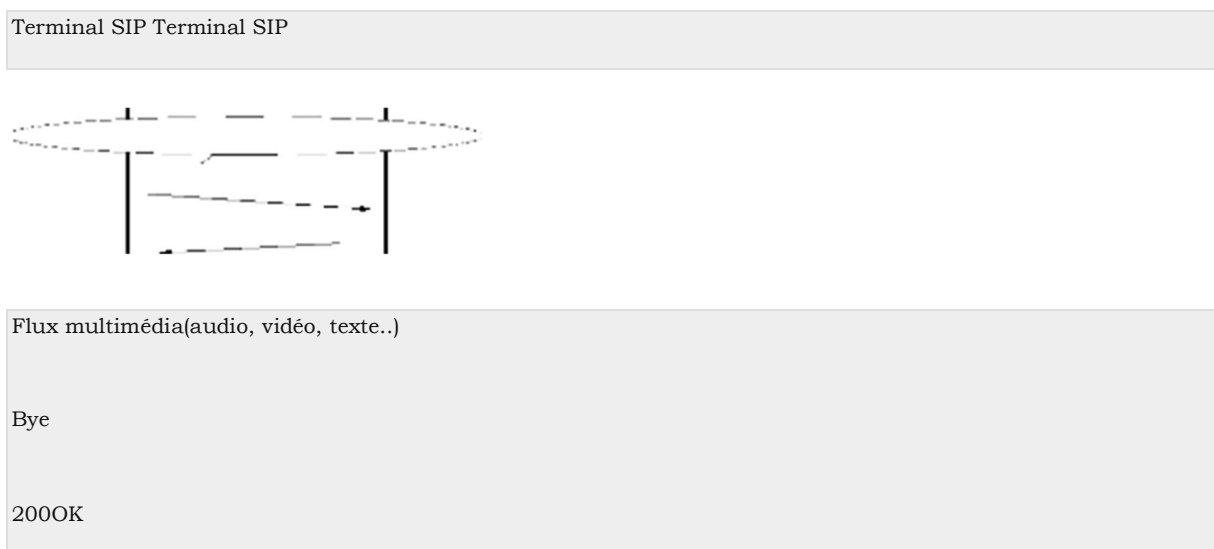 Terminal SIP Terminal SIP
Flux multimédia(audio, vidéo, texte..)
Bye
200OK